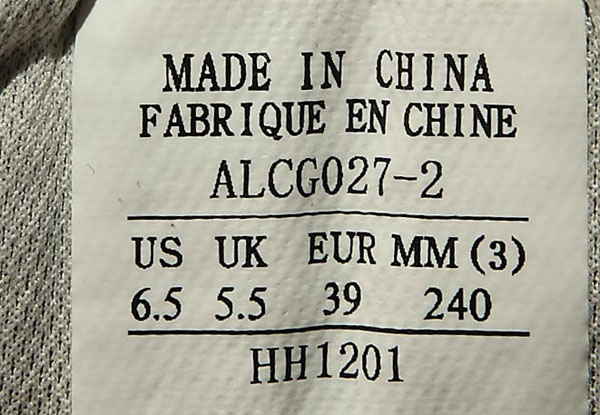 MADE IN CHINA
FABRIQUE EN CHINE
ALCG027-2
US UK EUR MM (3)
6.5 5.5 39 240
HH1201